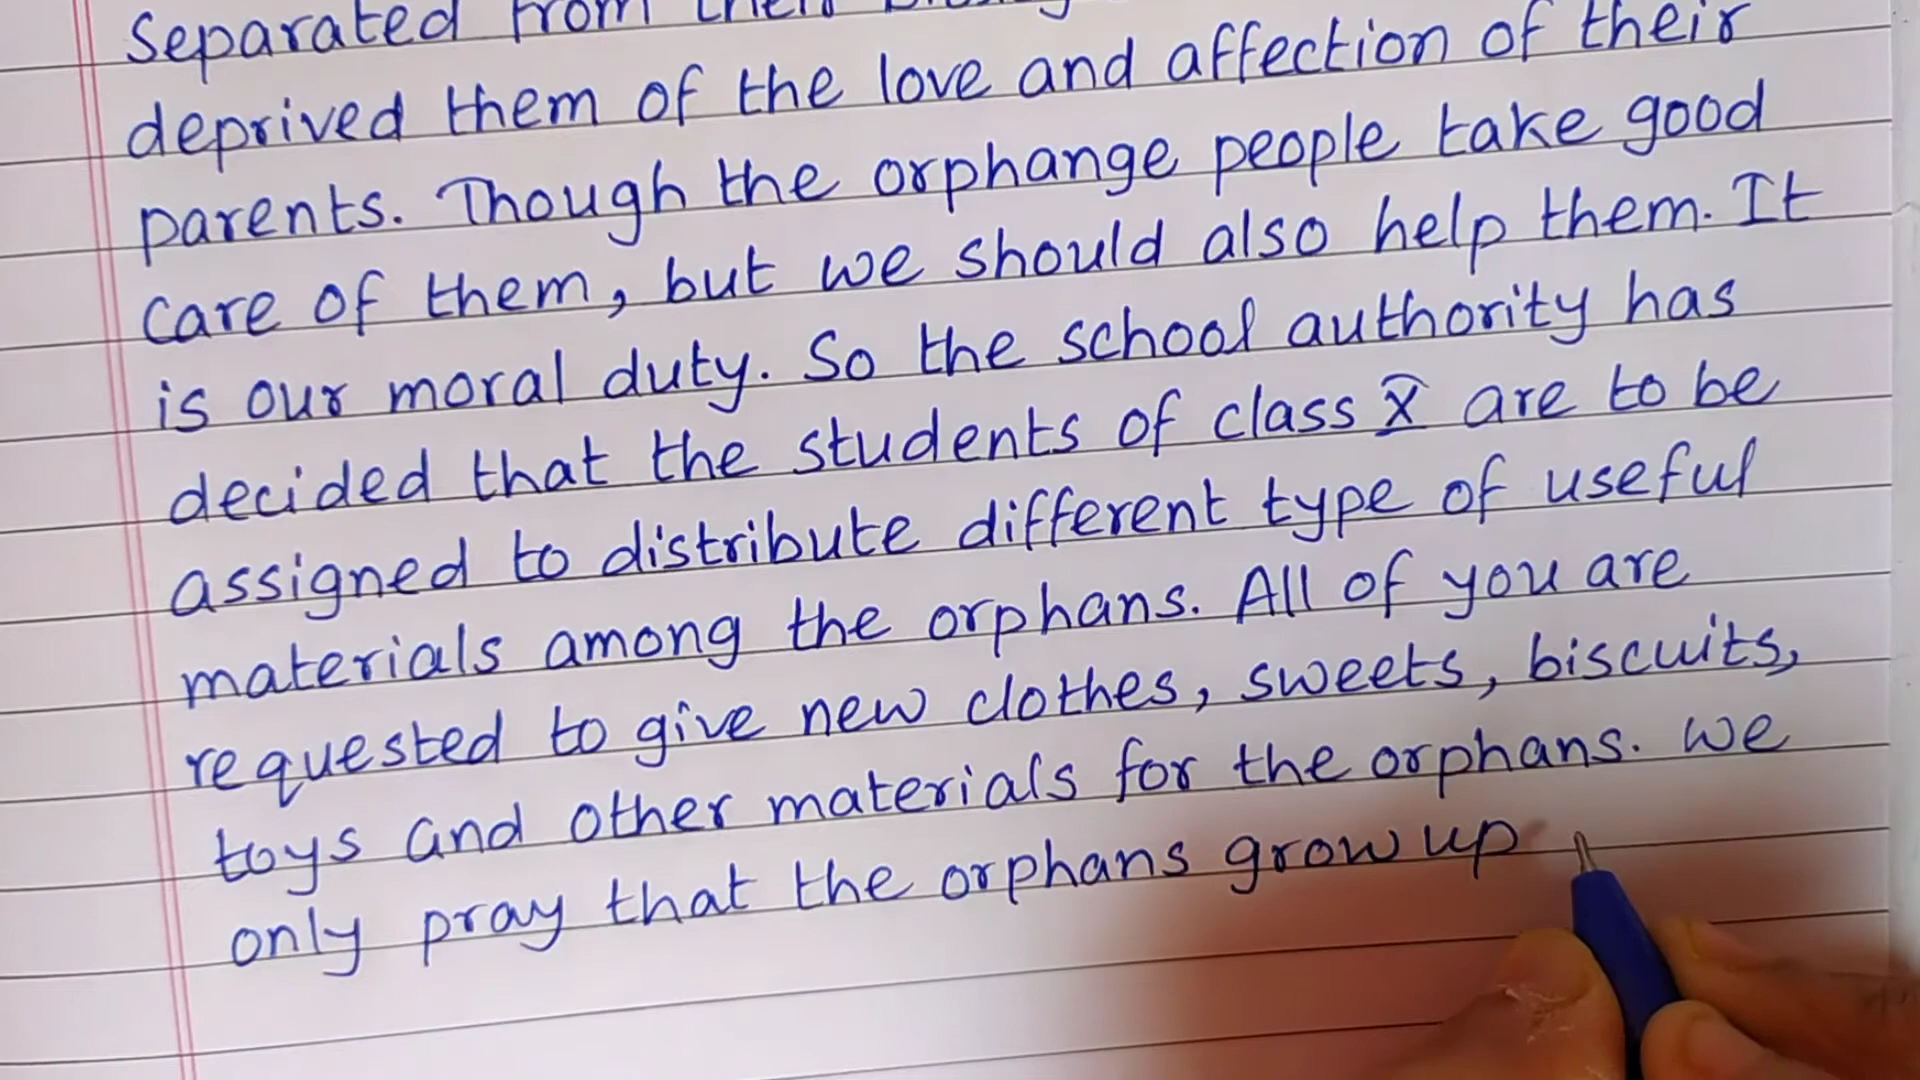 separated from their
deprived them of the love and affection of their
parents. Though the orphange people take good
care of them, but we should also help them. It
is our moral duty. So the school authority has
decided that the students of class X are to be
assigned to distribute different type of useful
materials among the orphans. All of you are
requested to give new clothes, sweets, biscuits,
toys and other materials for the orphans. We
only pray that the orphans grow up